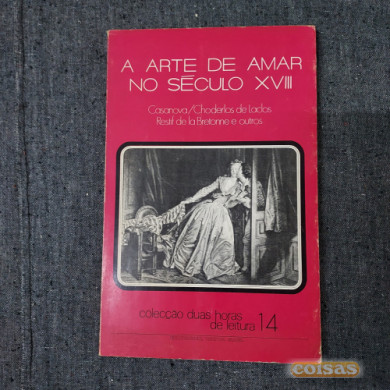 A ARTE DE AMAR
NO SÉCULO XVIII
Casanova/Choderlos de Laclos
Restif de la Bretonne e outros
colecção duas horas
de leitura 14
coisas